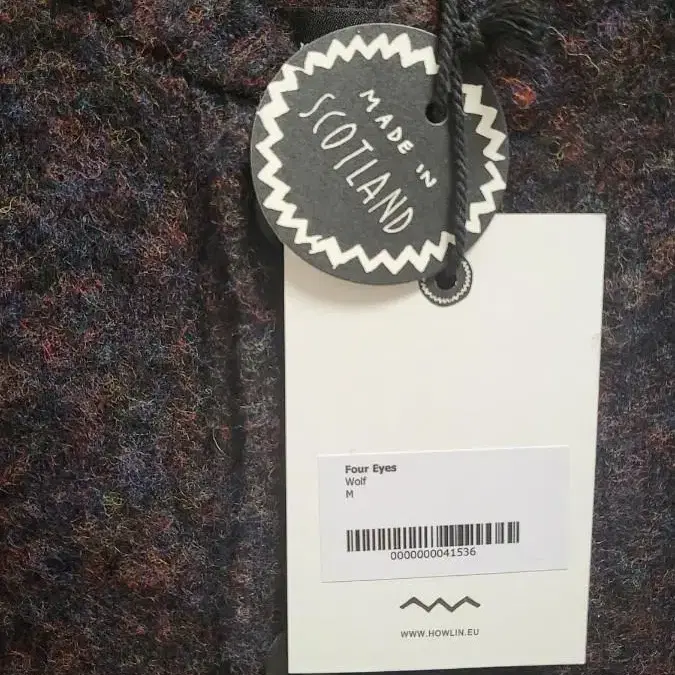 MADE IN
SCOTLAND
Four Eyes
Wolf
M
0000000041536
WWW.HOWLIN.EU